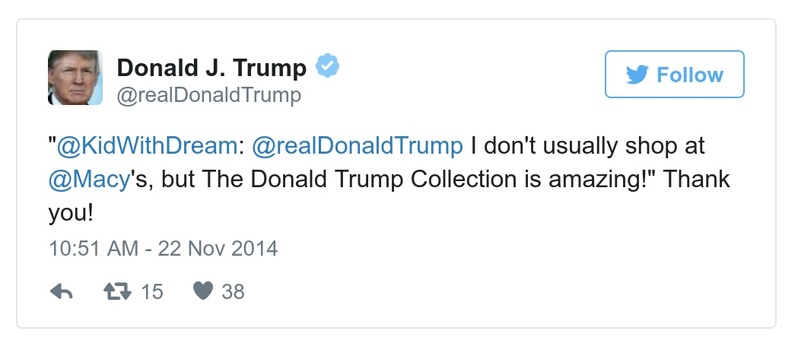 Donald J. Trump
@realDonaldTrump
Follow
"@KidWithDream: @realDonaldTrump I don't usually shop at
@Macy's, but The Donald Trump Collection is amazing!" Thank
you!
10:51 AM - 22 Nov 2014
15 38